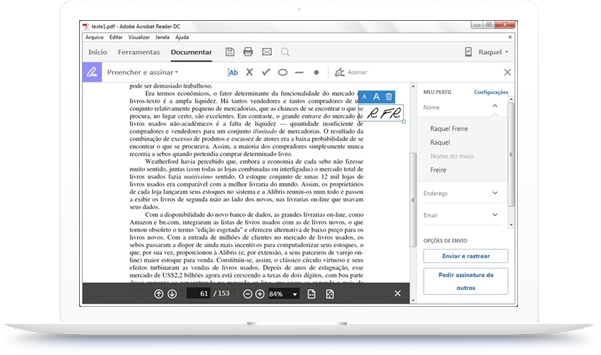 teste1.pdf - Adobe Acrobat Reader DC
Arquivo Editar Visualizar Janela Ajuda
Início Ferramentas Documentar Raquel
Preencher e assinar Ab Assinar
pode ser demasiado trabalhoso.
Era termos econômicos, o fator determinante da funcionalidade do mercado
livros-texto é a ampla liquidez. Há tantos vendedores e tantos compradores de um
conjunto relativamente pequeno de mercadorias, que as chances de se encontrar o que se
procura, no lugar certo, são excelentes. Em contraste, o grande entrave do mercado de
livros usados não-acadêmicos é a falta de liquidez — quantidade insuficiente de
compradores e vendedores para um conjunto ilimitado de mercadorias. O resultado da
combinação de excesso de produtos e escassez de atores era a baixa probabilidade de se
encontrar o que se procurava. Assim, a maioria dos compradores simplesmente nunca
recorria a sebos quando pretendia comprar determinado livro.
Weatherford havia percebido que, embora a economia de cada sebo não fizesse
muito sentido, juntas (com todas as lojas combinadas ou interligadas) o mercado total de
livros usados fazia muitíssimo sentido. O estoque conjunto de umas 12 mil lojas de
livros usados era comparável com a melhor livraria do mundo. Assim, os proprietários
de cada loja lançaram seus estoques no sistema e a Alibris reuniu-os num todo e passou
a exibir os livros de segunda mão ao lado dos novos, nas livrarias on-line que usavam
seus dados.
Com a disponibilidade do novo banco de dados, as grandes livrarias on-line, como
Amazon e bn.com, integraram as listas de livros usados com as de livros novos, o que
tornou obsoleto o termo "edição esgotada" e ofereceu alternativa de baixo preço para os
livros novos. Com a entrada de milhões de clientes no mercado de livros usados, os
sebos passaram a dispor de ainda mais incentivos para computadorizar seus estoques, o
que, por sua vez, proporcionou à Alibris (e, por extensão, a seus parceiros de varejo on-
line) maior estoque para venda. Constituiu-se, assim, o clássico círculo virtuoso e seus
efeitos turbinaram as vendas de livros usados. Depois de anos de estagnação, esse
mercado de US$2,2 bilhões agora está crescendo a taxas de dois dígitos, com boa parte
A A
R FR
MEU PERFIL Configurações
Nome
Raquel Freire
Raquel
Nome do meio
Freire
Endereço
Email
OPÇÕES DE ENVIO
Enviar e rastrear
Pedir assinatura de
outros
61 / 153 84%